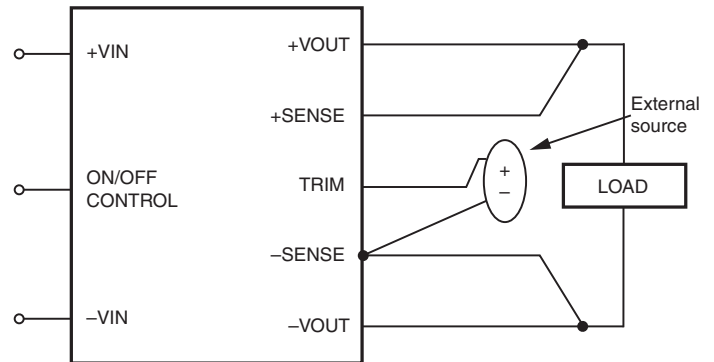 +VIN
ON/OFF
CONTROL
–VIN
+VOUT
+SENSE
TRIM
–SENSE
–VOUT
+
–
External
source
LOAD